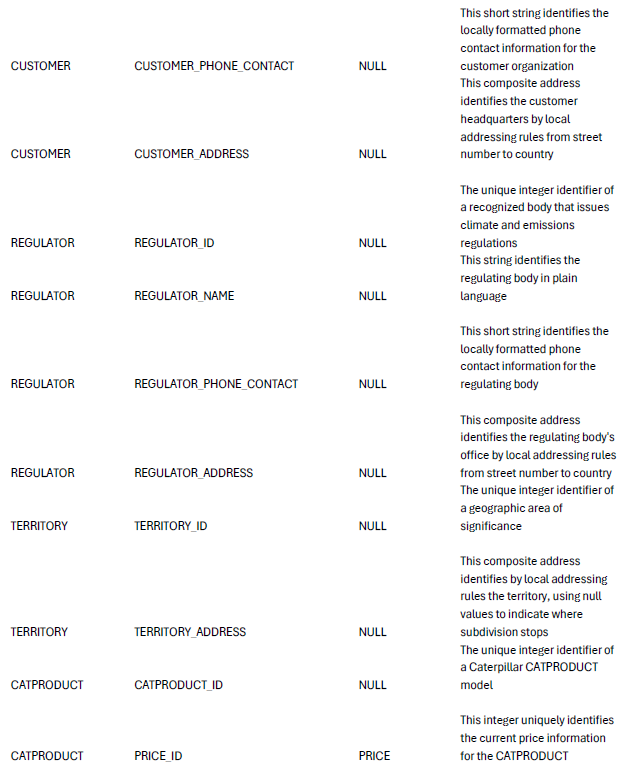 This short string identifies the
locally formatted phone
contact information for the
CUSTOMER CUSTOMER_PHONE_CONTACT NULL customer organization
This composite address
identifies the customer
headquarters by local
addressing rules from street
CUSTOMER CUSTOMER_ADDRESS NULL number to country
The unique integer identifier of
a recognized body that issues
climate and emissions
REGULATOR REGULATOR_ID NULL regulations
This string identifies the
regulating body in plain
REGULATOR REGULATOR_NAME NULL language
This short string identifies the
locally formatted phone
contact information for the
REGULATOR REGULATOR_PHONE_CONTACT NULL regulating body
This composite address
identifies the regulating body's
office by local addressing rules
REGULATOR REGULATOR_ADDRESS NULL from street number to country
The unique integer identifier of
a geographic area of
TERRITORY TERRITORY_ID NULL significance
This composite address
identifies by local addressing
rules the territory, using null
values to indicate where
TERRITORY TERRITORY_ADDRESS NULL subdivision stops
The unique integer identifier of
a Caterpillar CATPRODUCT
CATPRODUCT CATPRODUCT_ID NULL model
This integer uniquely identifies
the current price information
CATPRODUCT PRICE_ID PRICE for the CATPRODUCT